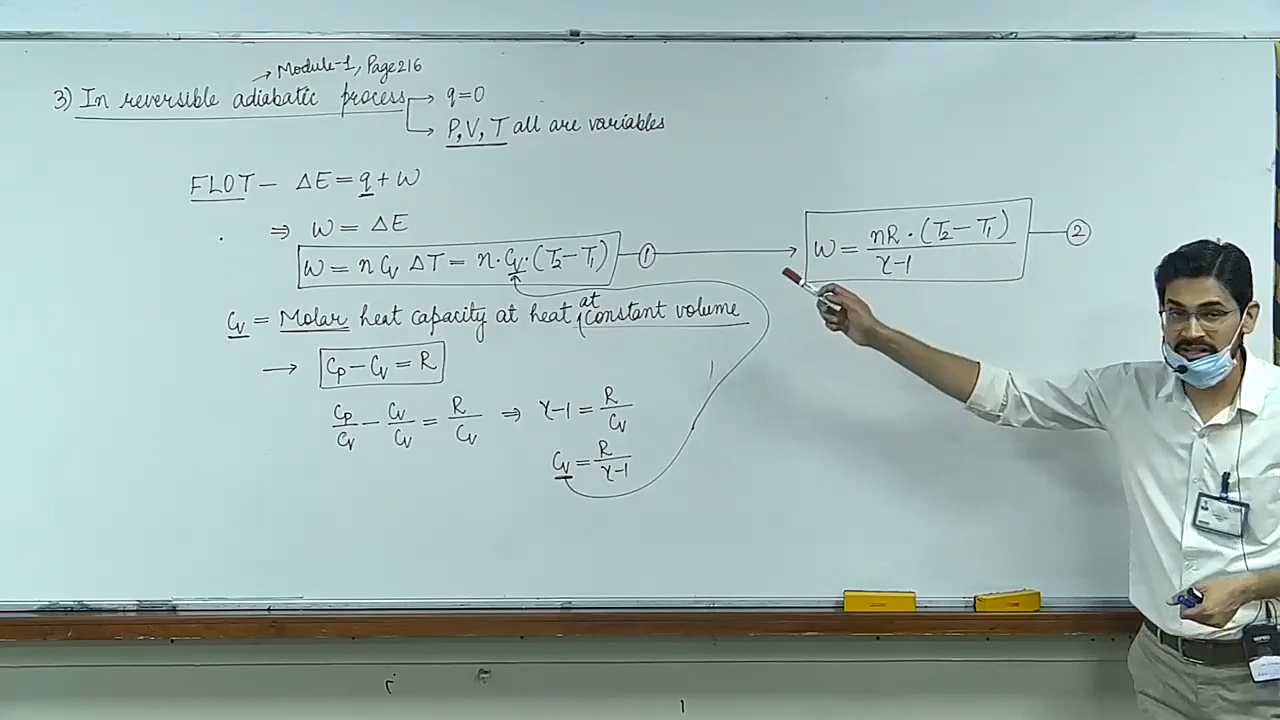 → Module-1, Page 216
3) In reversible adiabatic process → q=0
→ P,V,T all are variables
FLOT – ΔE = q + W
⇒ W = ΔE
W = n Cv ΔT = n·Cv·(T2–T1) ①
W = nR·(T2–T1)/γ–1 ②
Cv = Molar heat capacity at heat at constant volume
→ Cp – Cv = R
Cp/Cv – Cv/Cv = R/Cv ⇒ γ–1 = R/Cv
Cv = R/γ–1